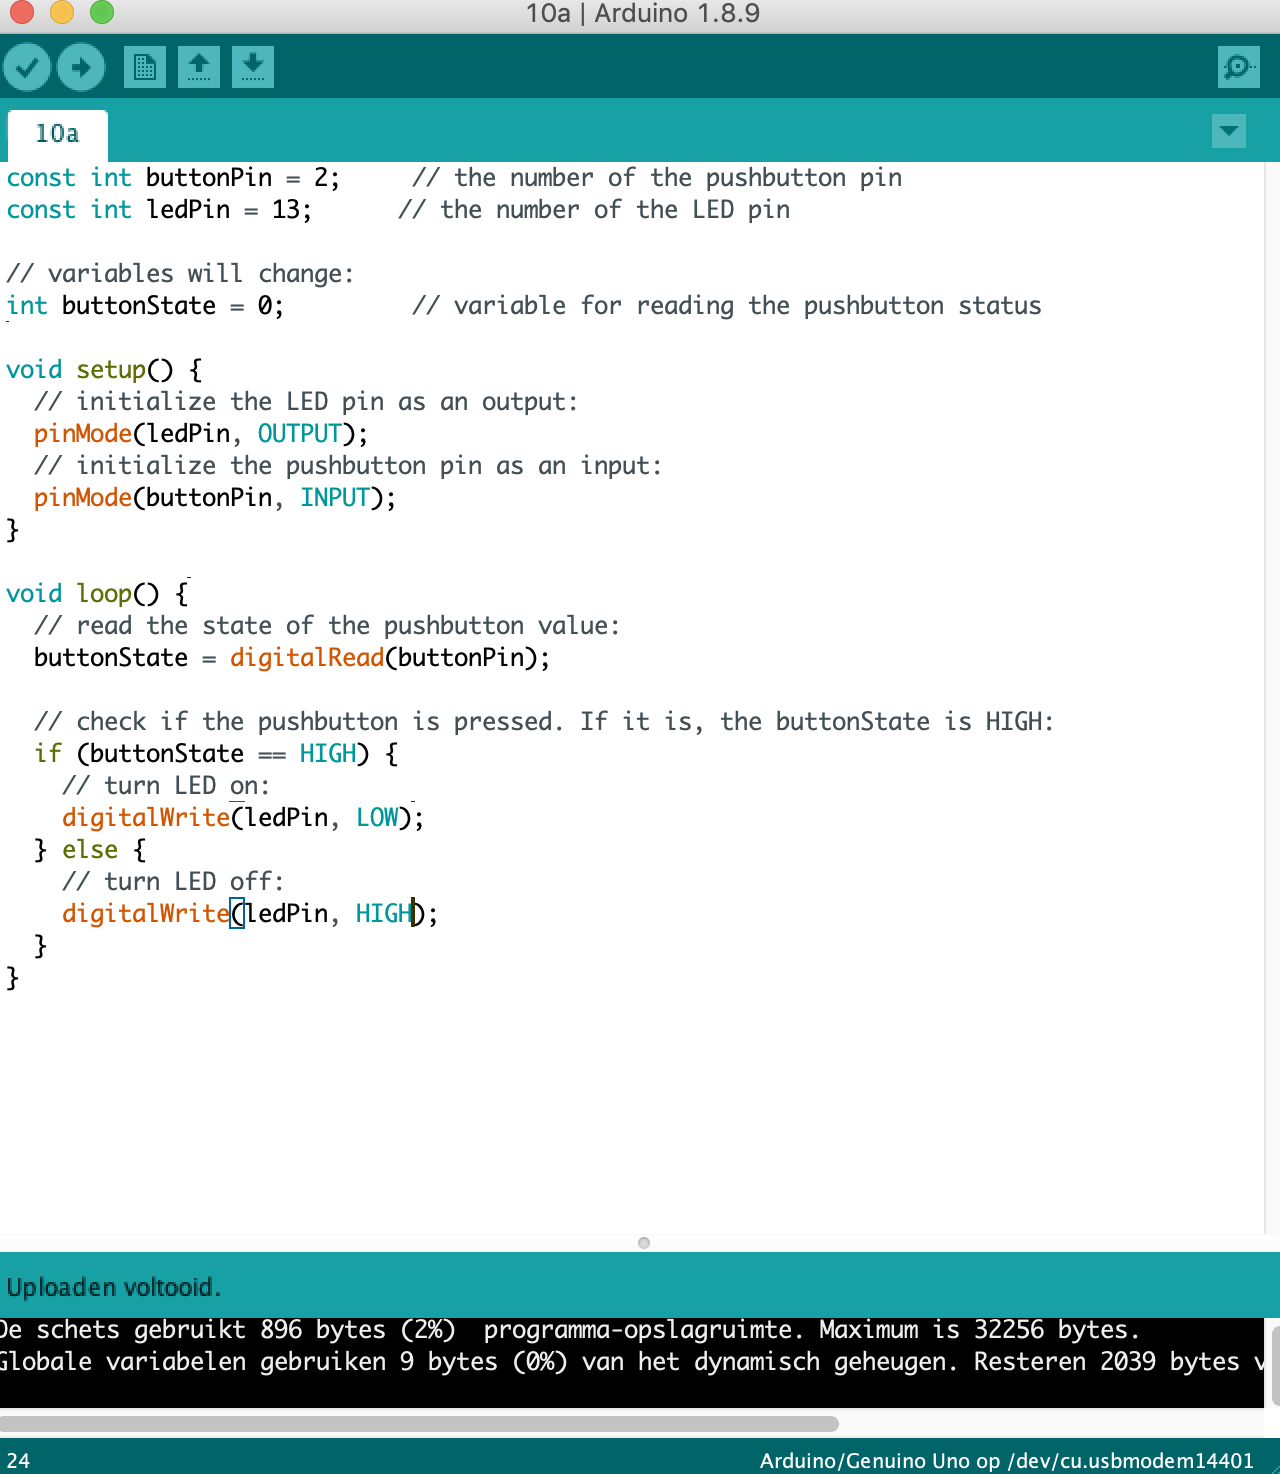 10a | Arduino 1.8.9
10a
const int buttonPin = 2;     // the number of the pushbutton pin
const int ledPin = 13;      // the number of the LED pin
// variables will change:
int buttonState = 0;         // variable for reading the pushbutton status
void setup() {
  // initialize the LED pin as an output:
  pinMode(ledPin, OUTPUT);
  // initialize the pushbutton pin as an input:
  pinMode(buttonPin, INPUT);
}
void loop() {
  // read the state of the pushbutton value:
  buttonState = digitalRead(buttonPin);
  // check if the pushbutton is pressed. If it is, the buttonState is HIGH:
  if (buttonState == HIGH) {
    // turn LED on:
    digitalWrite(ledPin, LOW);
  } else {
    // turn LED off:
    digitalWrite(ledPin, HIGH);
  }
}
Uploaden voltooid.
De schets gebruikt 896 bytes (2%)  programma-opslagruimte. Maximum is 32256 bytes.
Globale variabelen gebruiken 9 bytes (0%) van het dynamisch geheugen. Resteren 2039 bytes v
24
Arduino/Genuino Uno op /dev/cu.usbmodem14401